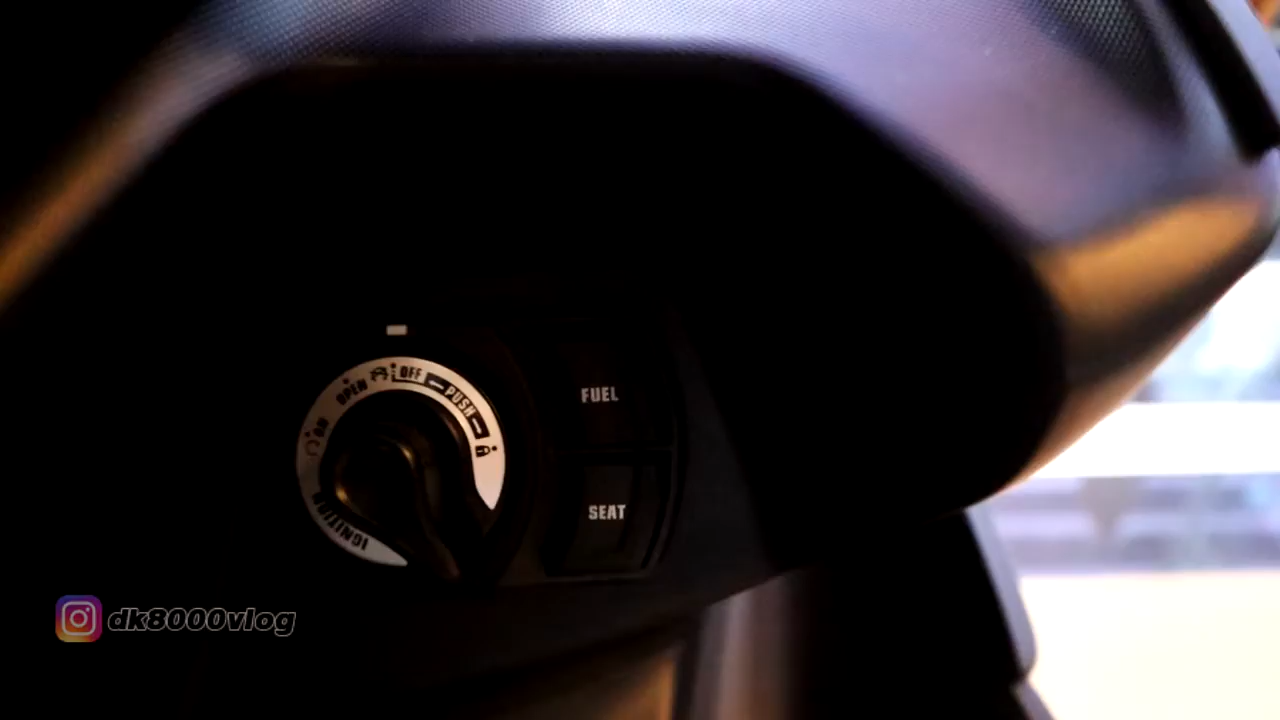 OPEN
OFF
PUSH
ON
IGNITION
FUEL
SEAT
dk8000vlog